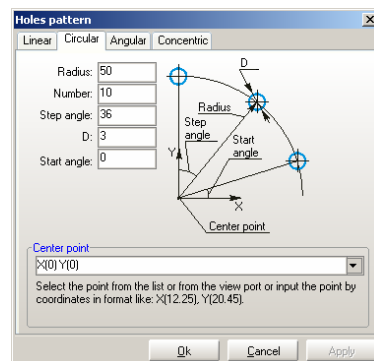 Holes pattern
Linear Circular Angular Concentric
Radius: 50
Number: 10
Step angle: 36
D: 3
Start angle: 0
D
Radius
Step angle
Start angle
Y
X
Center point
Center point
X(0) Y(0)
Select the point from the list or from the view port or input the point by
coordinates in format like: X(12.25), Y(20.45).
Ok Cancel Apply